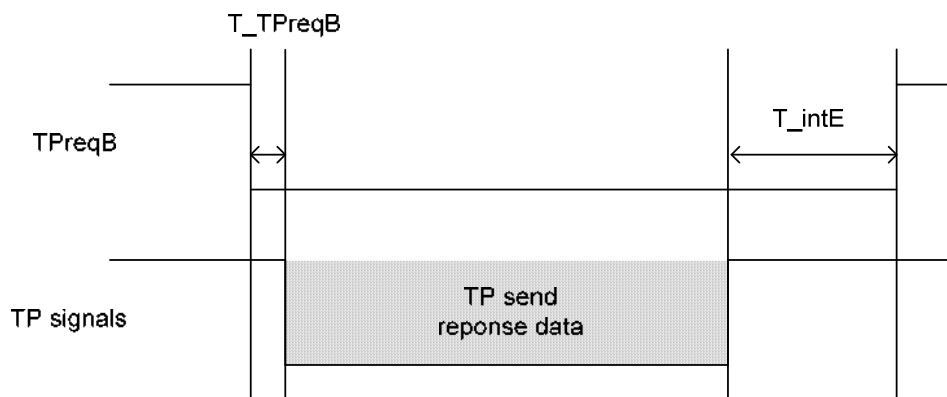 T_TPreqB
T_intE
TPreqB
TP send
reponse data
TP signals